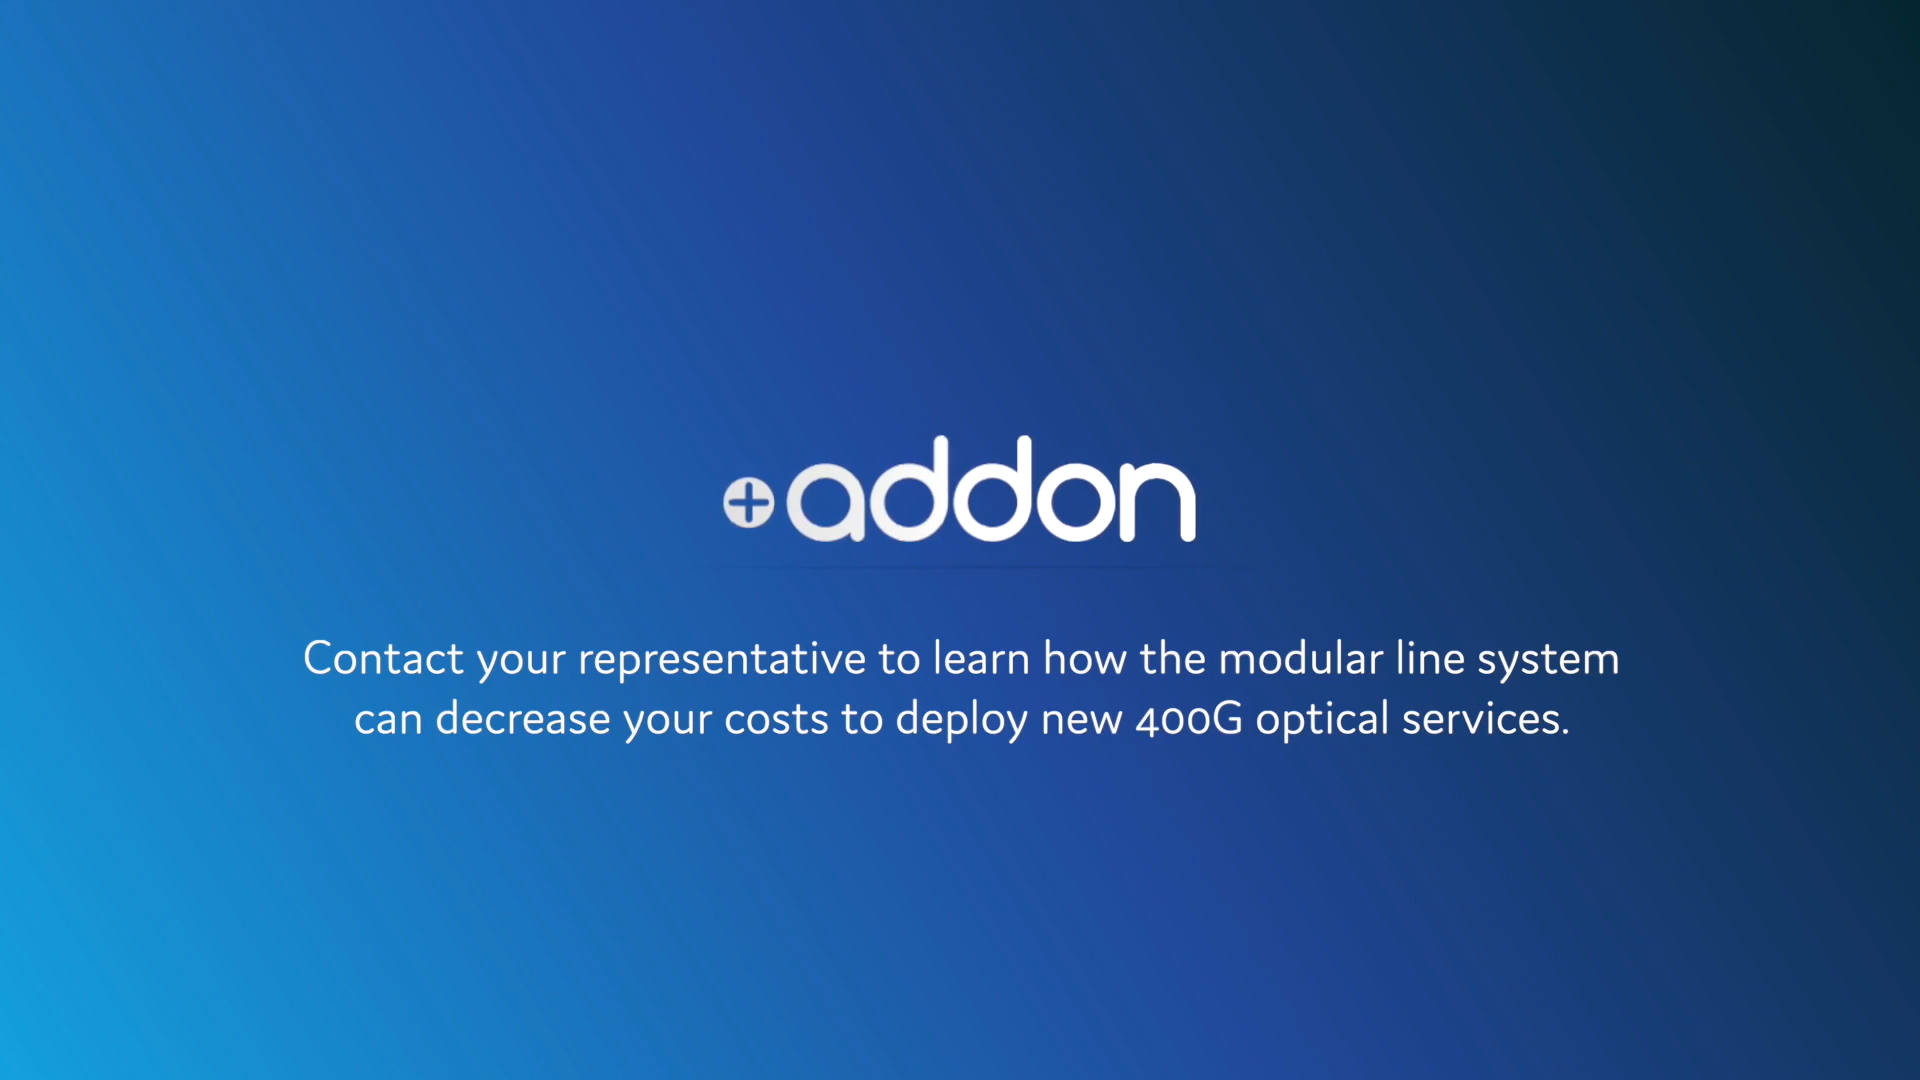 addon
Contact your representative to learn how the modular line system
can decrease your costs to deploy new 400G optical services.